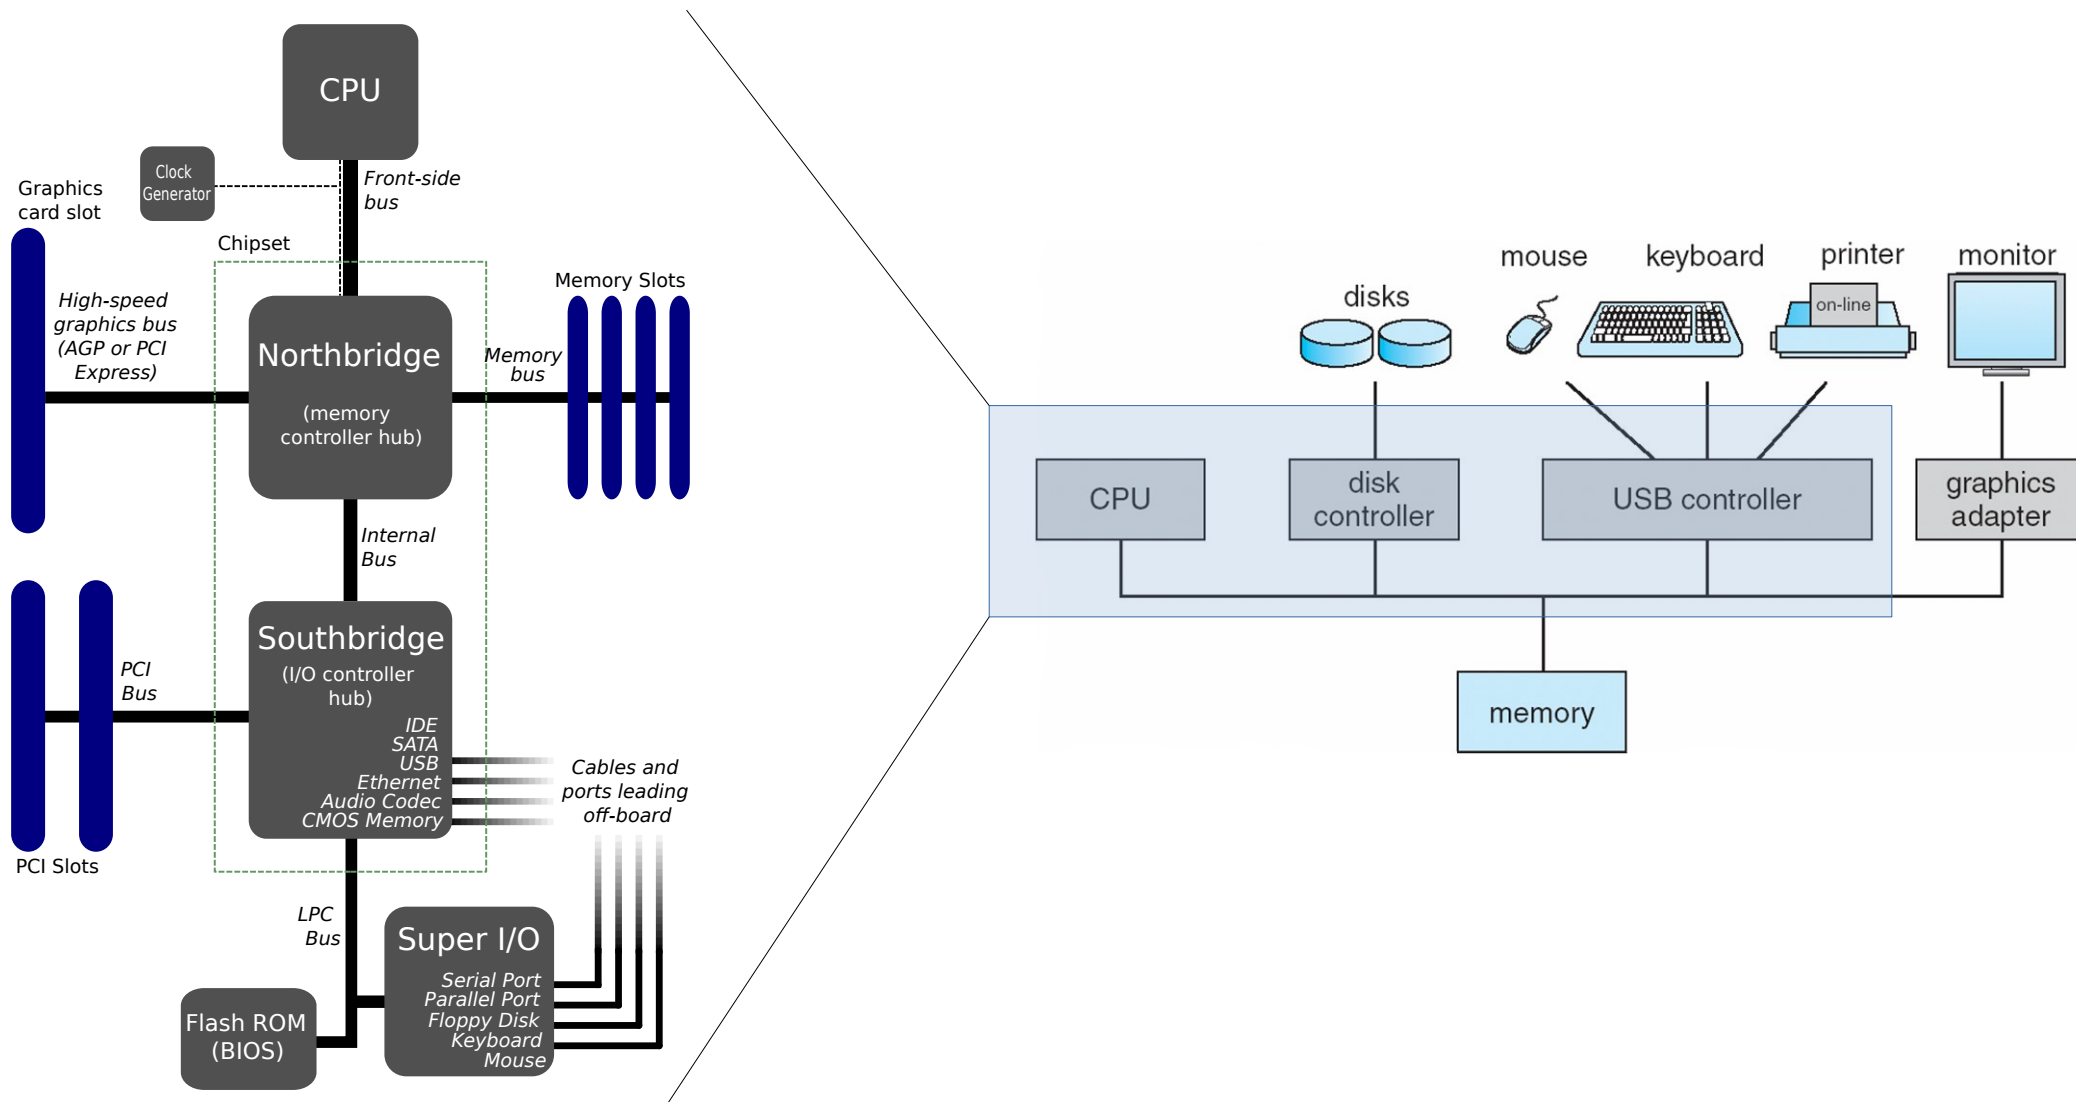 CPU
Clock
Generator
Front-side
bus
Graphics
card slot
Chipset
High-speed
graphics bus
(AGP or PCI
Express)
Northbridge
(memory
controller hub)
Memory Slots
Memory
bus
Internal
Bus
Southbridge
(I/O controller
hub)
IDE
SATA
USB
Ethernet
Audio Codec
CMOS Memory
PCI
Bus
PCI Slots
Cables and
ports leading
off-board
LPC
Bus
Super I/O
Serial Port
Parallel Port
Floppy Disk
Keyboard
Mouse
Flash ROM
(BIOS)
mouse
keyboard
printer
monitor
disks
on-line
CPU
disk
controller
USB controller
graphics
adapter
memory